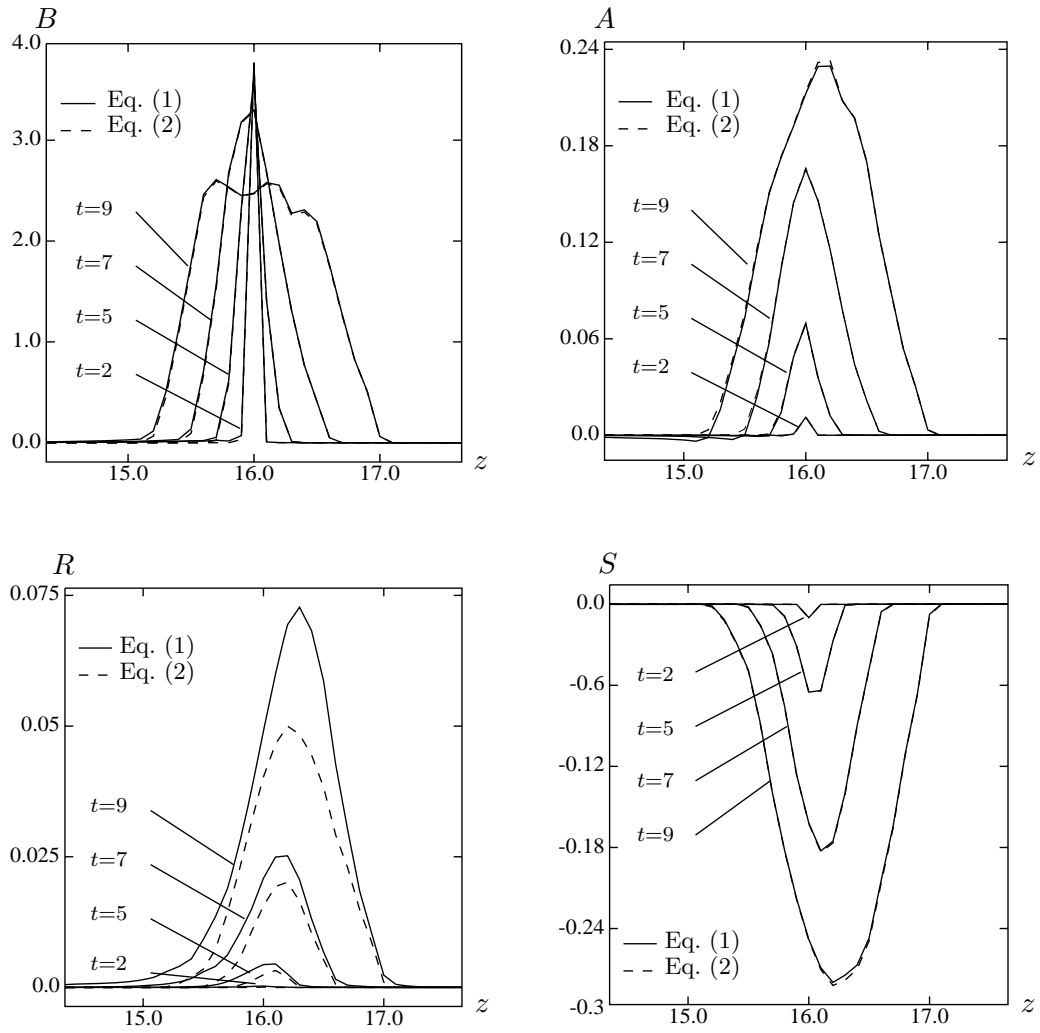 B
4.0
3.0
2.0
1.0
0.0
Eq. (1)
Eq. (2)
t=9
t=7
t=5
t=2
15.0 16.0 17.0
z
A
0.24
0.18
0.12
0.06
0.0
Eq. (1)
Eq. (2)
t=9
t=7
t=5
t=2
15.0 16.0 17.0
z
R
0.075
0.05
0.025
0.0
Eq. (1)
Eq. (2)
t=9
t=7
t=5
t=2
15.0 16.0 17.0
z
S
0.0
-0.6
-0.12
-0.18
-0.24
-0.3
t=2
t=5
t=7
t=9
Eq. (1)
Eq. (2)
15.0 16.0 17.0
z